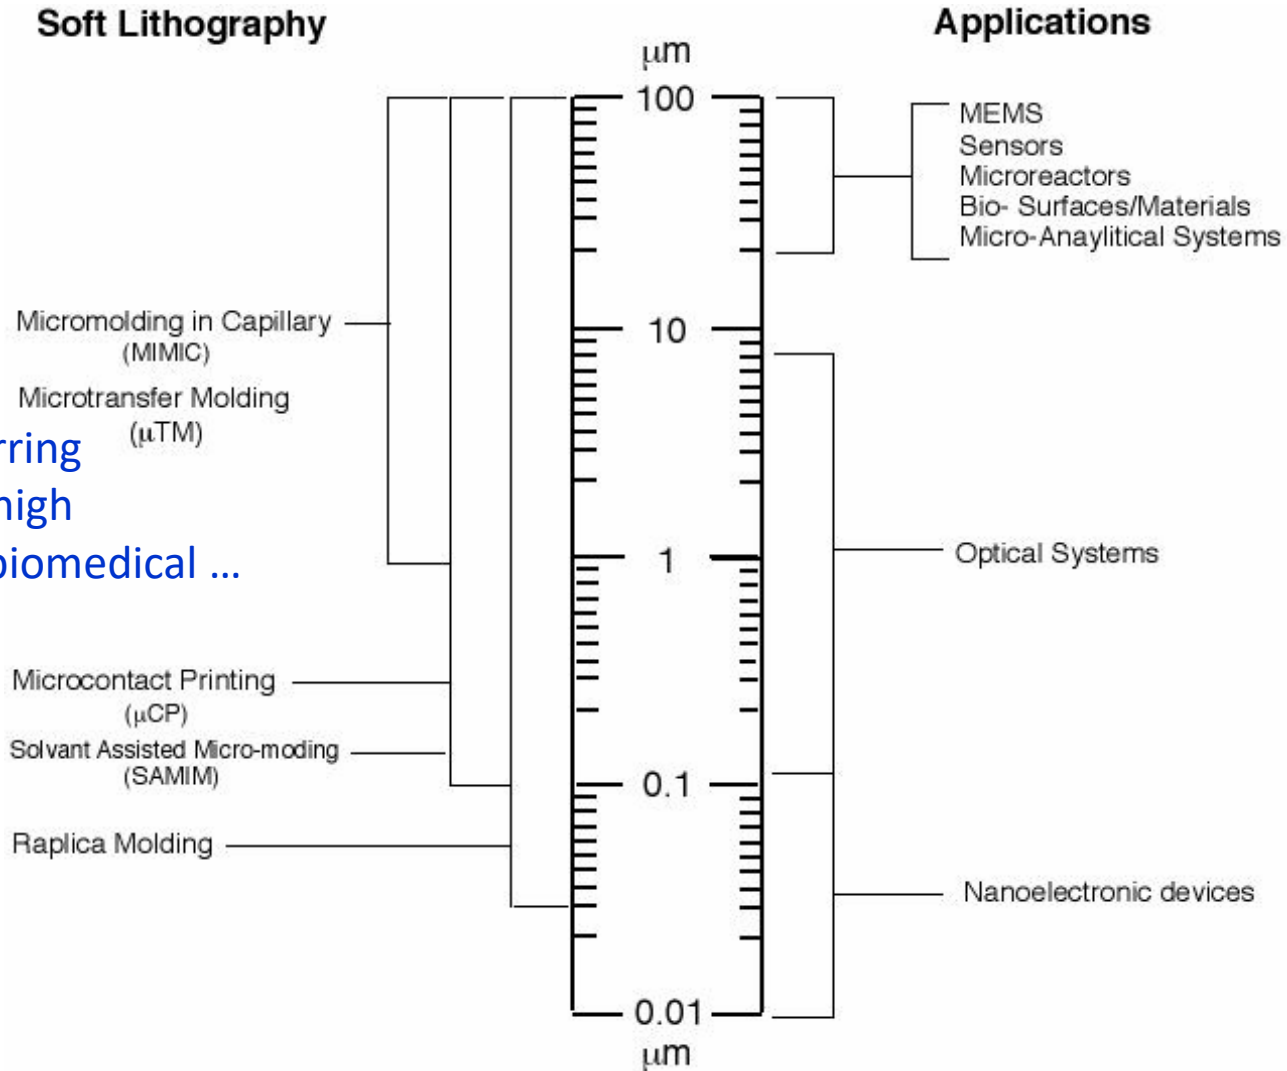 Soft Lithography
Applications
μm
100
10
1
0.1
0.01
μm
Micromolding in Capillary
(MIMIC)
Microtransfer Molding
(μTM)
rring
high
biomedical ...
Microcontact Printing
(μCP)
Solvant Assisted Micro-moding
(SAMIM)
Raplica Molding
MEMS
Sensors
Microreactors
Bio- Surfaces/Materials
Micro-Anaylitical Systems
Optical Systems
Nanoelectronic devices